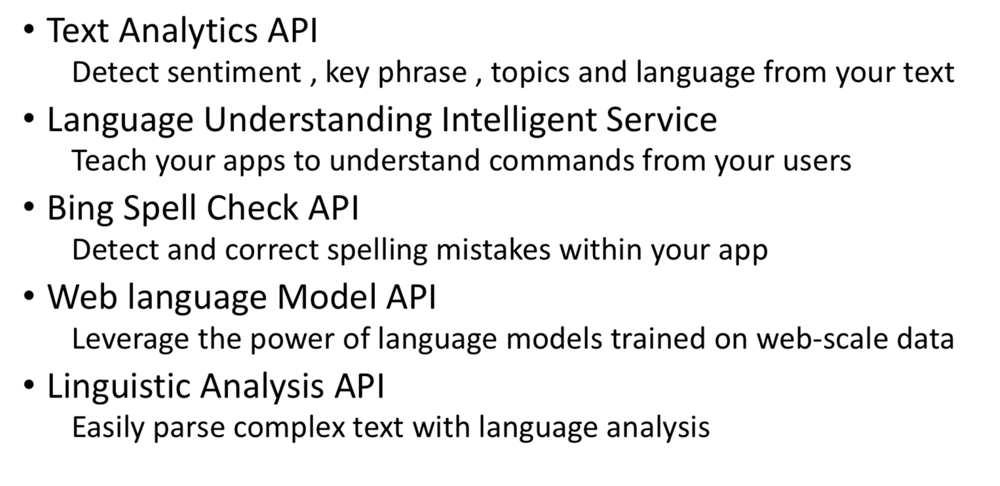 • Text Analytics API
Detect sentiment , key phrase , topics and language from your text
• Language Understanding Intelligent Service
Teach your apps to understand commands from your users
• Bing Spell Check API
Detect and correct spelling mistakes within your app
• Web language Model API
Leverage the power of language models trained on web-scale data
• Linguistic Analysis API
Easily parse complex text with language analysis